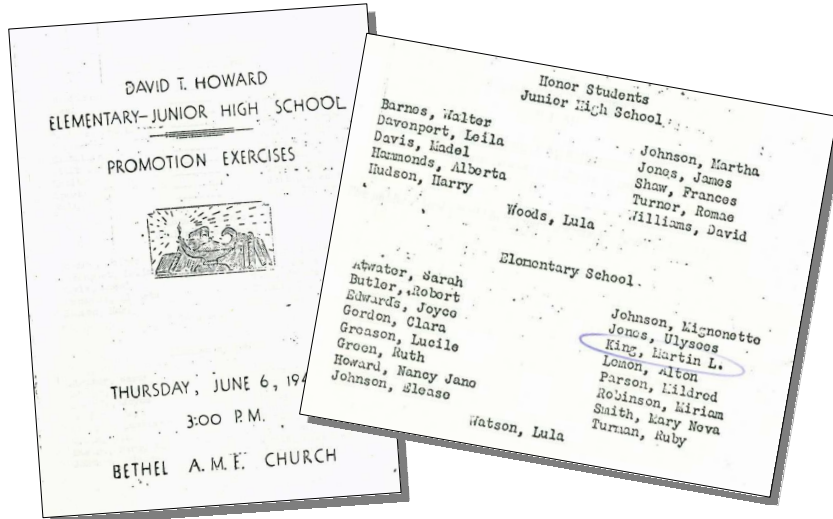 DAVID T. HOWARD
ELEMENTARY-JUNIOR HIGH SCHOOL
PROMOTION EXERCISES
THURSDAY, JUNE 6, 194
3:00 P.M.
BETHEL A.M.E. CHURCH
Honor Students
Junior High School
Barnes, Walter
Davenport, Leila
Davis, Madel
Hammonds, Alberta
Hudson, Harry
Johnson, Martha
Jones, James
Shaw, Frances
Turner, Romae
Williams, David
Woods, Lula
Elementary School
Atwater, Sarah
Butler, Robert
Edwards, Joyce
Gordon, Clara
Greason, Lucile
Green, Ruth
Howard, Nancy Jane
Johnson, Elease
Johnson, Mignonette
Jones, Ulysees
King, Martin L.
Lemon, Alton
Parson, Mildred
Robinson, Miriam
Smith, Mary Neva
Turman, Ruby
Watson, Lula